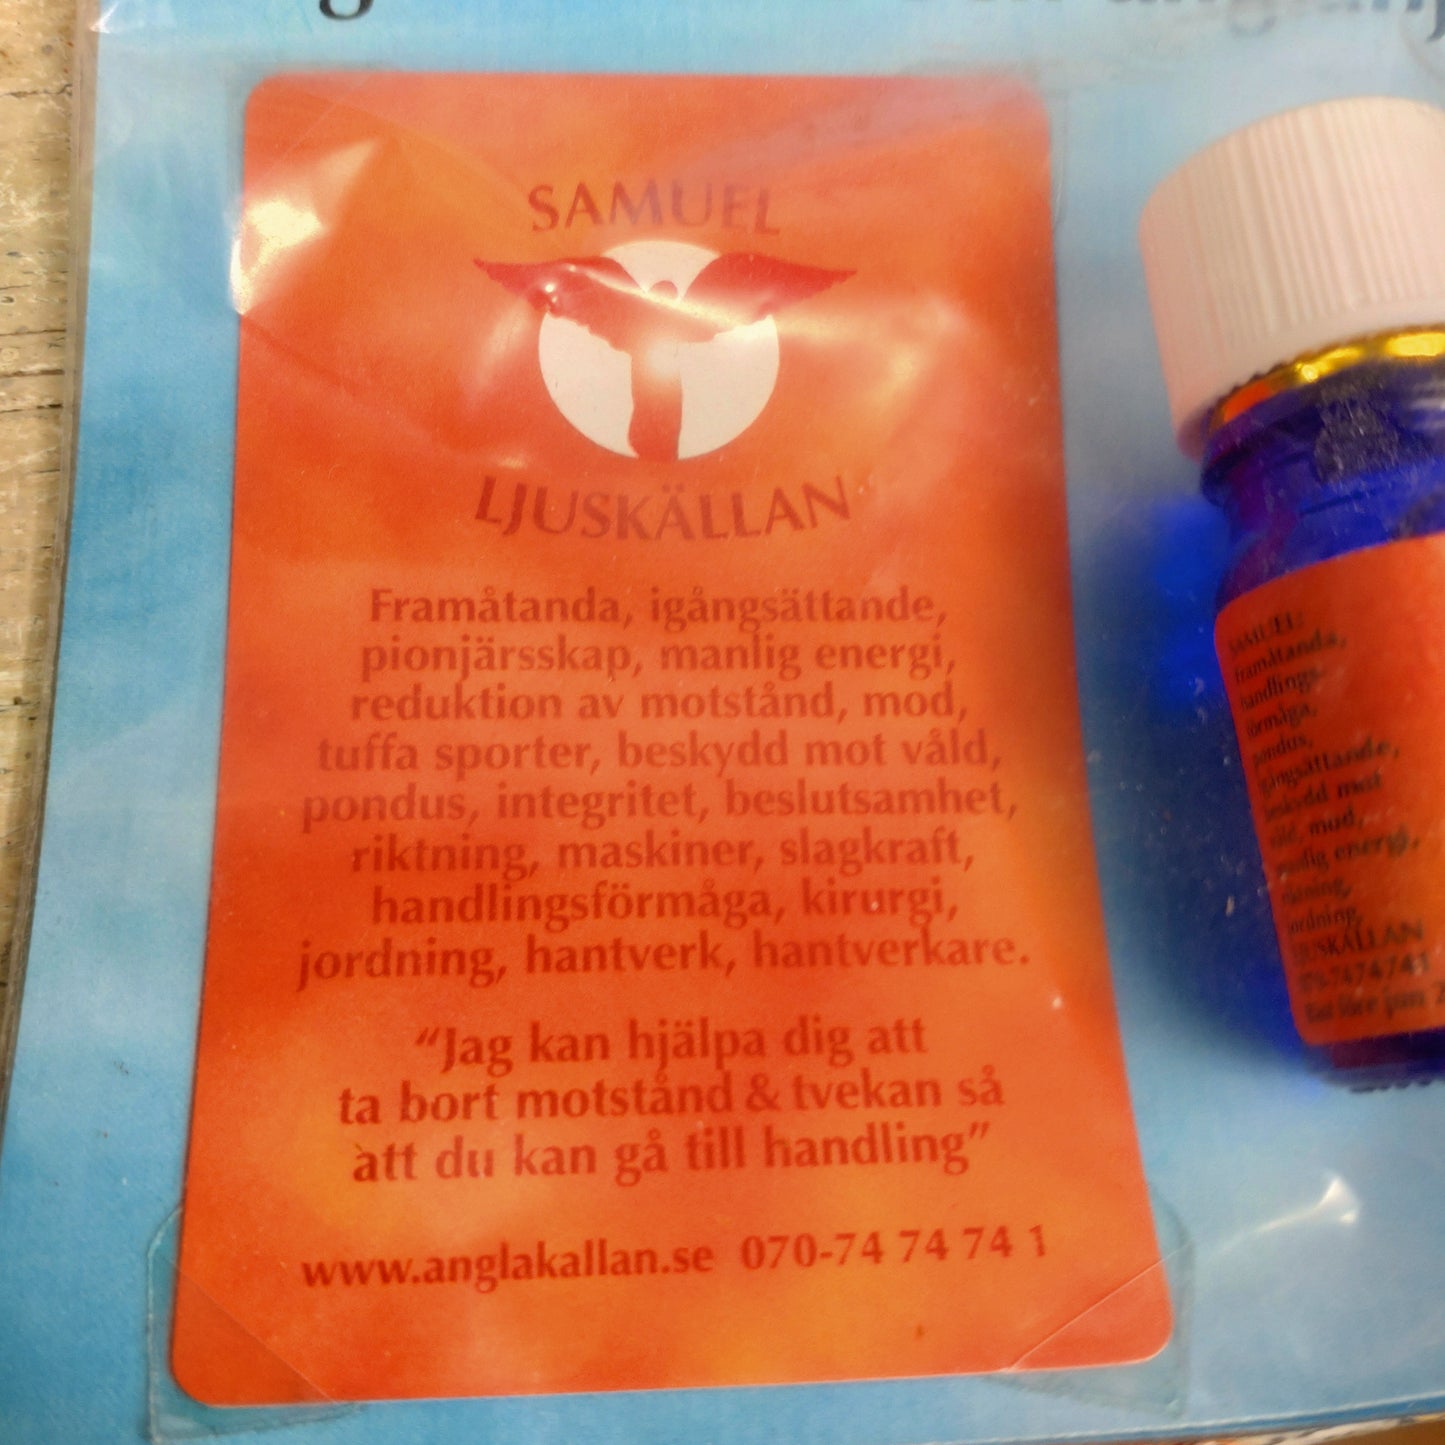 SAMUEL
LJUSKÄLLAN
Framåtanda, igångsättande,
pionjärsskap, manlig energi,
reduktion av motstånd, mod,
tuffa sporter, beskydd mot våld,
pondus, integritet, beslutsamhet,
riktning, maskiner, slagkraft,
handlingsförmåga, kirurgi,
jordning, hantverk, hantverkare.
“Jag kan hjälpa dig att
ta bort motstånd & tvekan så
att du kan gå till handling”
www.anglakallan.se 070-74 74 74 1
SAMUEL:
framåtanda,
handlings-
förmåga,
pondus,
igångsättande,
beskydd mot
våld, mod,
manlig energi,
riktning,
jordning,
LJUSKÄLLAN
070-7474741